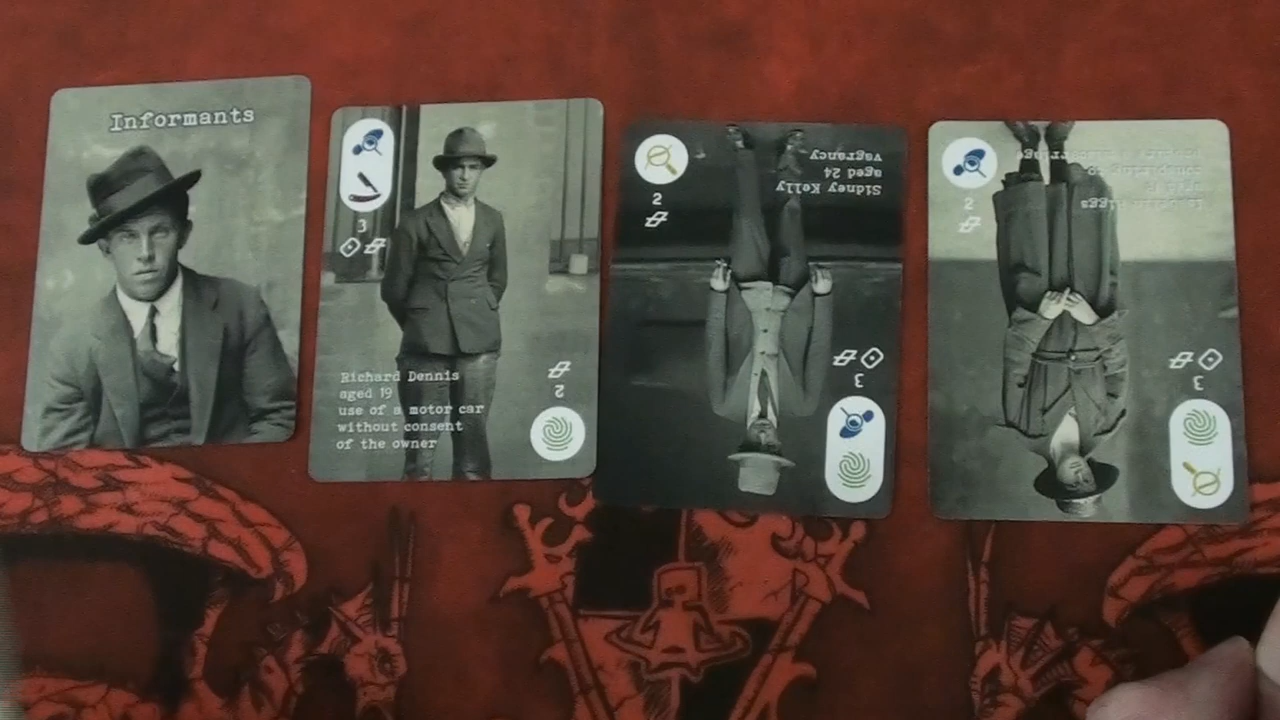 Informants
3
Richard Dennis
aged 19
use of a motor car
without consent
of the owner
2
2
Sidney Kelly
aged 24
vagrancy
3
2
3